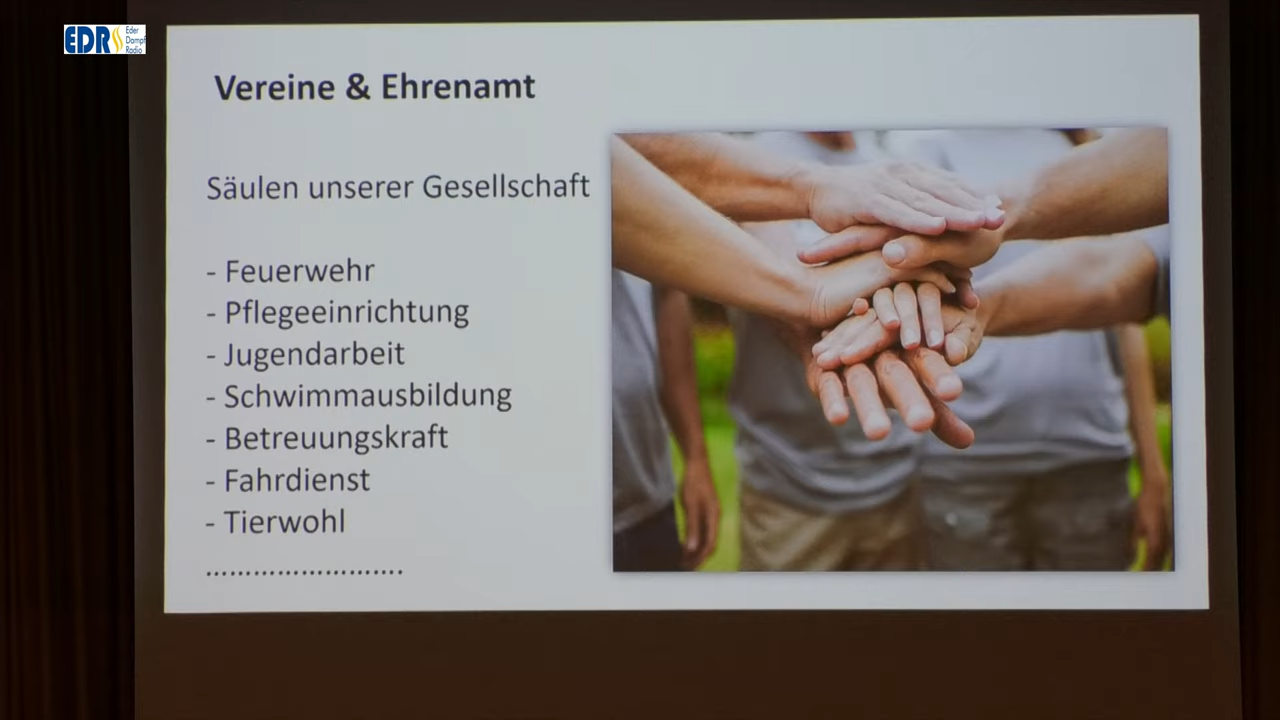 EDR
Eder
Dampf
Radio
Vereine & Ehrenamt
Säulen unserer Gesellschaft
- Feuerwehr
- Pflegeeinrichtung
- Jugendarbeit
- Schwimmausbildung
- Betreuungskraft
- Fahrdienst
- Tierwohl
.........................